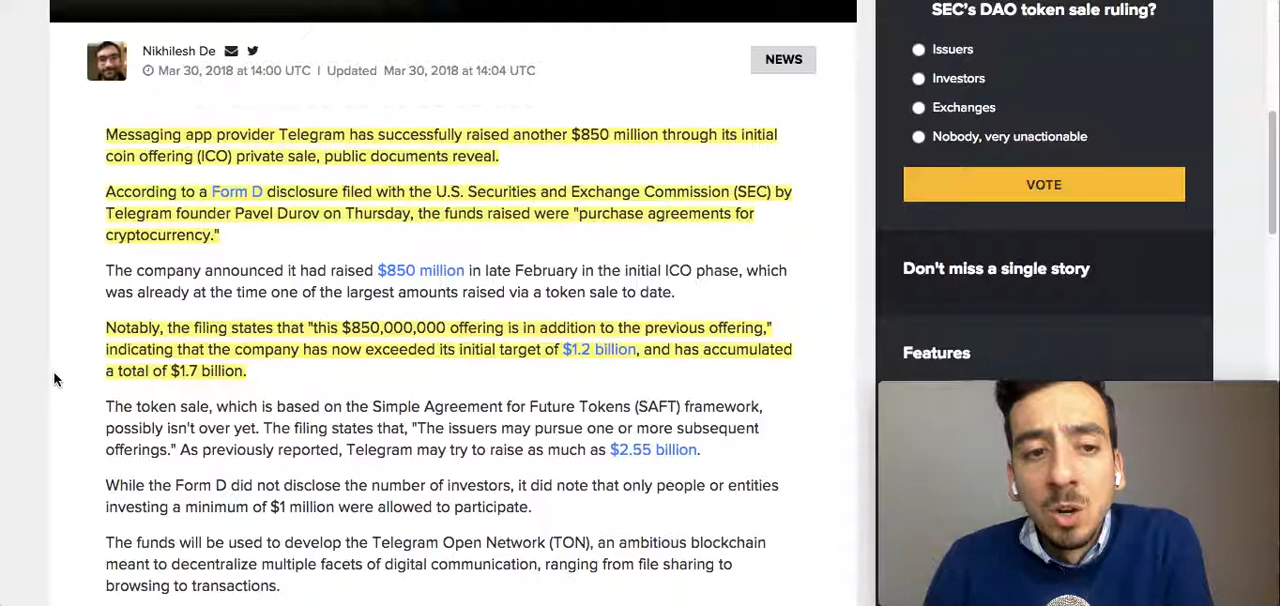 Nikhilesh De
Mar 30, 2018 at 14:00 UTC | Updated Mar 30, 2018 at 14:04 UTC
NEWS
Messaging app provider Telegram has successfully raised another $850 million through its initial
coin offering (ICO) private sale, public documents reveal.
According to a Form D disclosure filed with the U.S. Securities and Exchange Commission (SEC) by
Telegram founder Pavel Durov on Thursday, the funds raised were "purchase agreements for
cryptocurrency."
The company announced it had raised $850 million in late February in the initial ICO phase, which
was already at the time one of the largest amounts raised via a token sale to date.
Notably, the filing states that "this $850,000,000 offering is in addition to the previous offering,"
indicating that the company has now exceeded its initial target of $1.2 billion, and has accumulated
a total of $1.7 billion.
The token sale, which is based on the Simple Agreement for Future Tokens (SAFT) framework,
possibly isn't over yet. The filing states that, "The issuers may pursue one or more subsequent
offerings." As previously reported, Telegram may try to raise as much as $2.55 billion.
While the Form D did not disclose the number of investors, it did note that only people or entities
investing a minimum of $1 million were allowed to participate.
The funds will be used to develop the Telegram Open Network (TON), an ambitious blockchain
meant to decentralize multiple facets of digital communication, ranging from file sharing to
browsing to transactions.
SEC's DAO token sale ruling?
Issuers
Investors
Exchanges
Nobody, very unactionable
VOTE
Don't miss a single story
Features